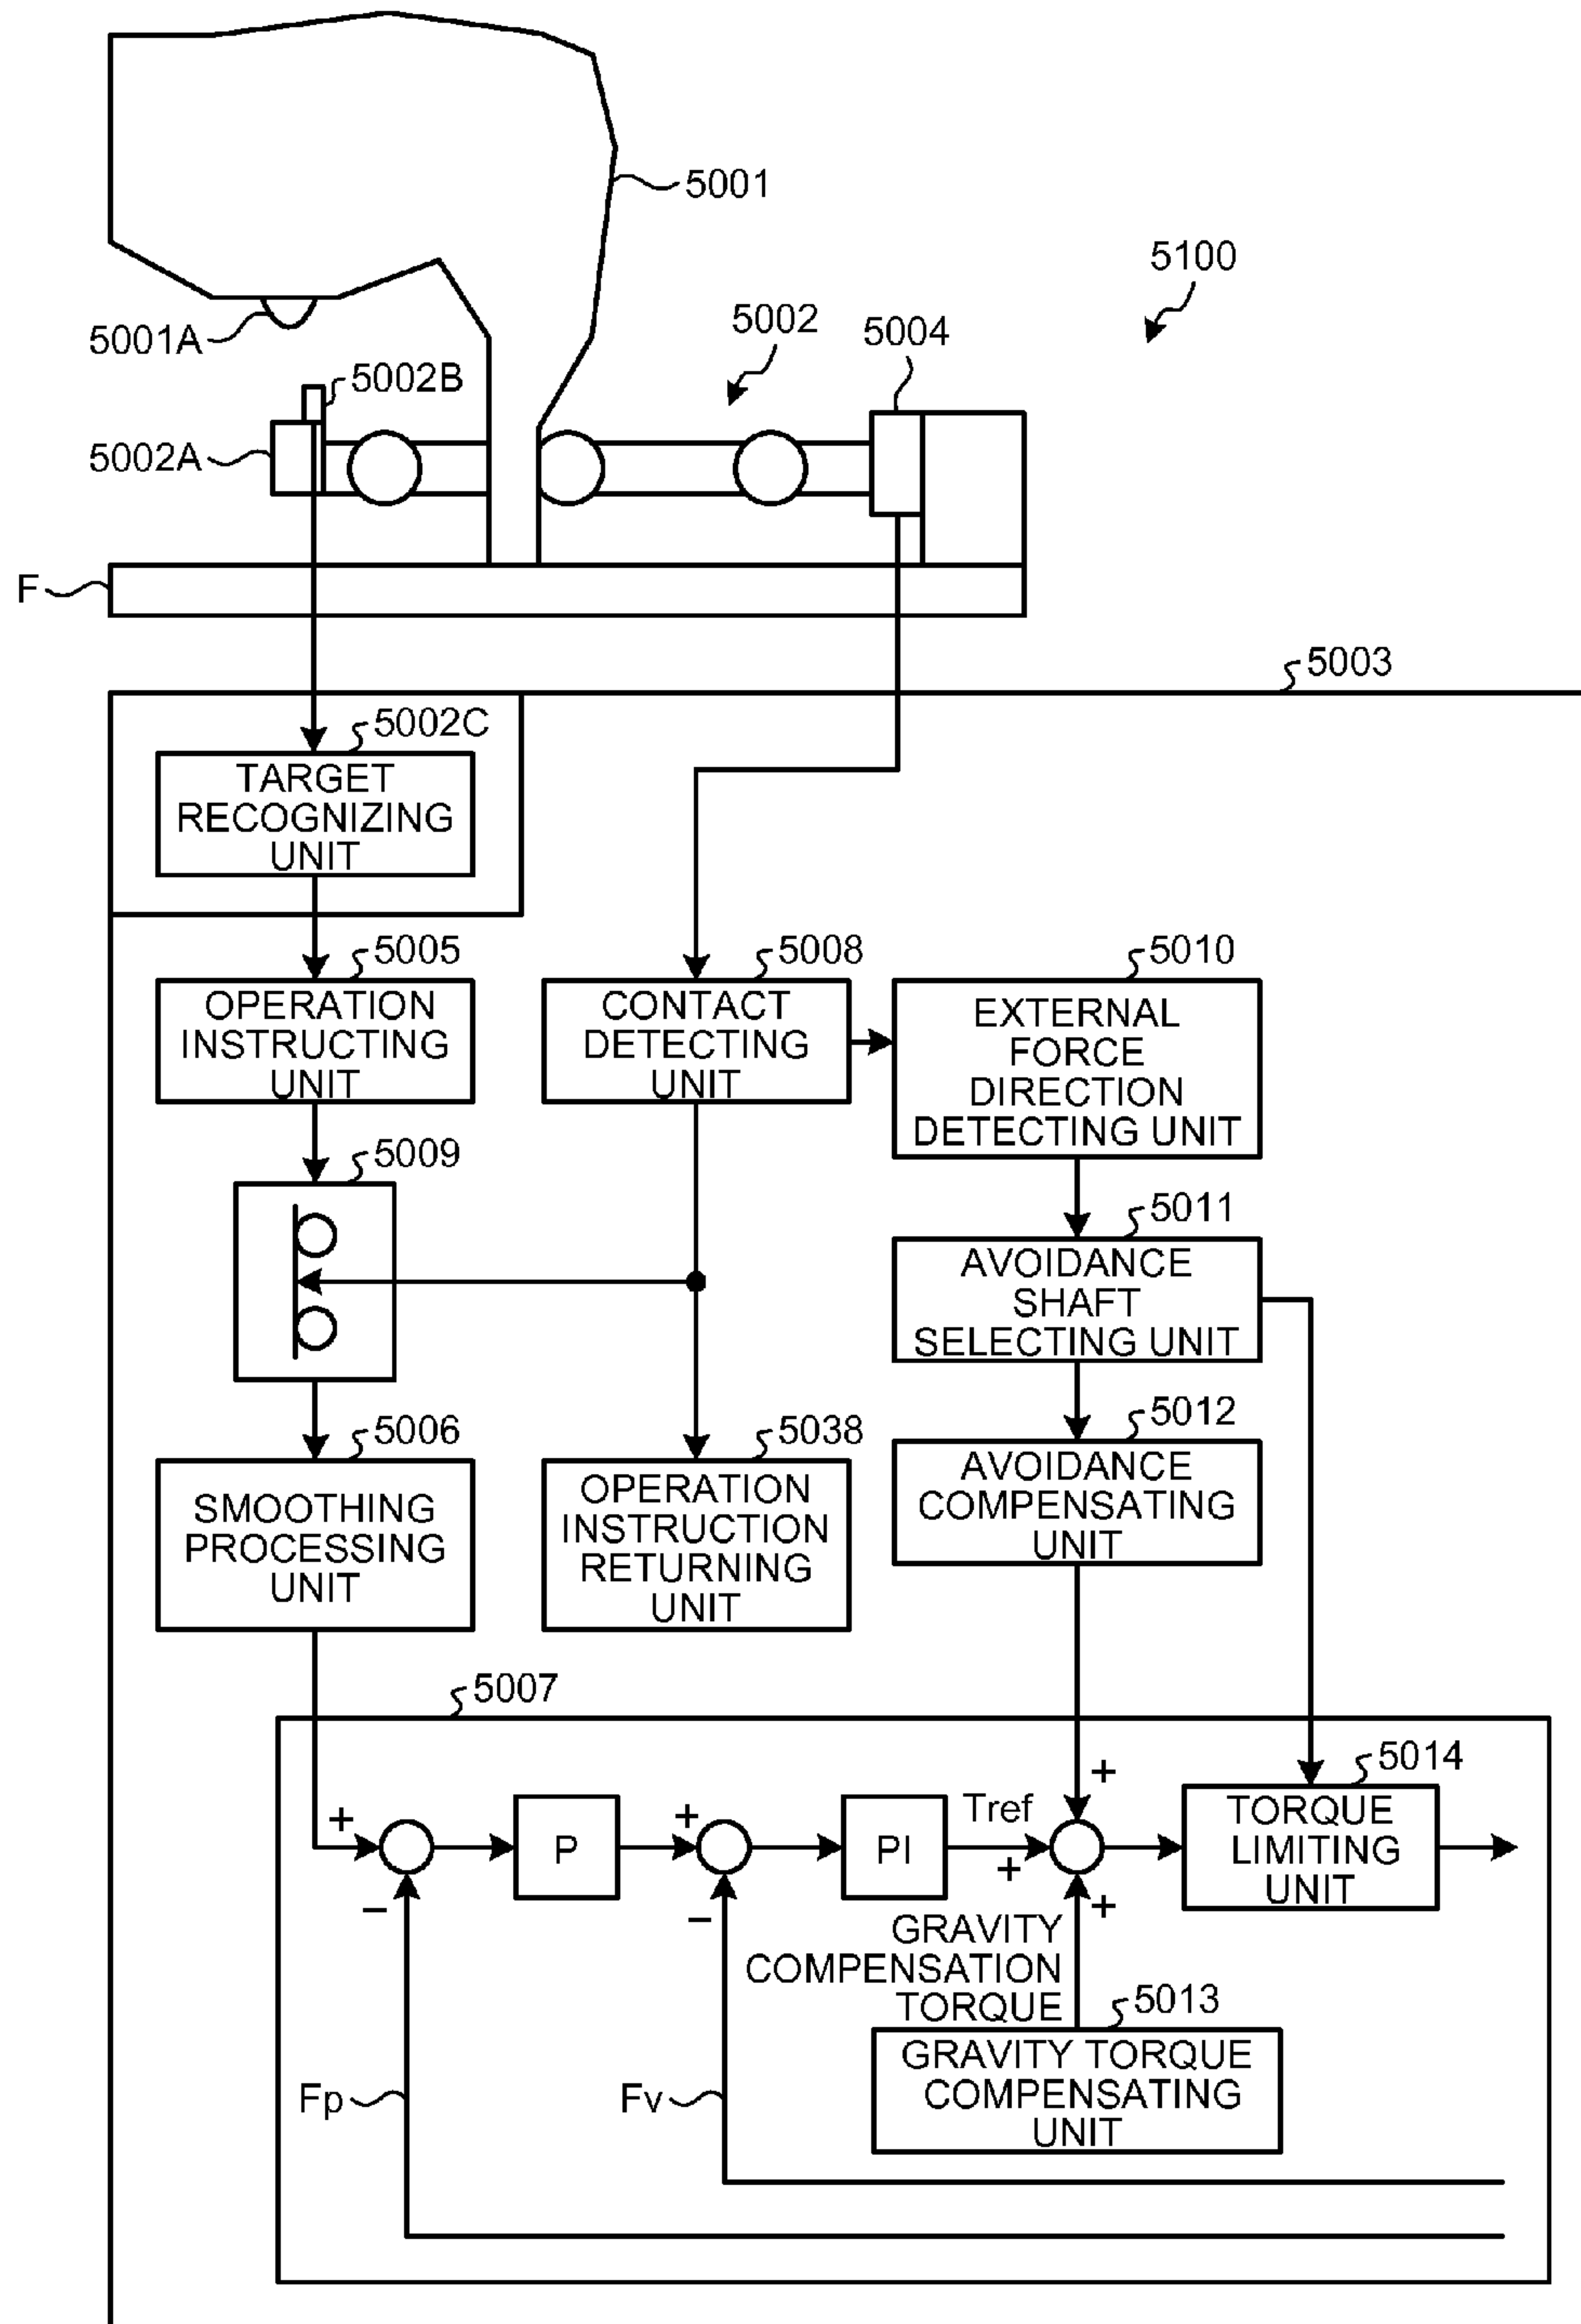 5001
5100
5001A
5002
5004
5002B
5002A
F
5003
5002C
TARGET
RECOGNIZING
UNIT
5005
OPERATION
INSTRUCTING
UNIT
5008
CONTACT
DETECTING
UNIT
5010
EXTERNAL
FORCE
DIRECTION
DETECTING UNIT
5009
5011
AVOIDANCE
SHAFT
SELECTING UNIT
5006
SMOOTHING
PROCESSING
UNIT
5038
OPERATION
INSTRUCTION
RETURNING
UNIT
5012
AVOIDANCE
COMPENSATING
UNIT
5007
5014
TORQUE
LIMITING
UNIT
+
−
P
+
−
PI
Tref
+
+
+
GRAVITY
COMPENSATION
TORQUE
5013
GRAVITY TORQUE
COMPENSATING
UNIT
Fp
Fv